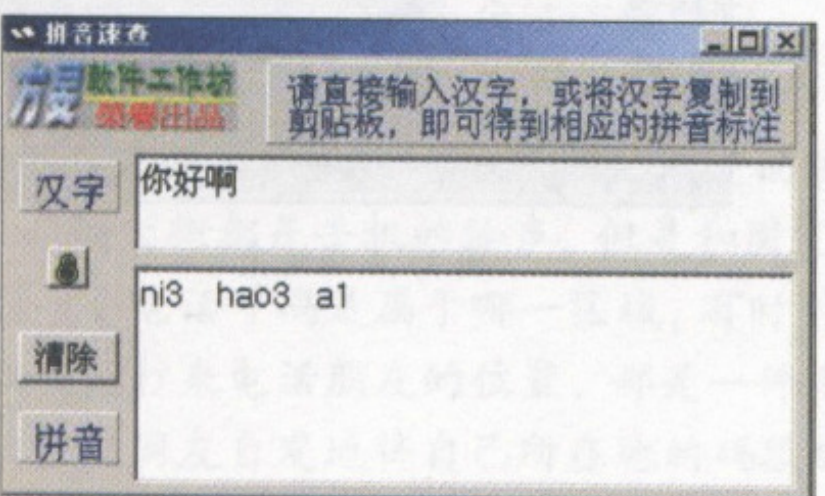 拼音速查
软件工作坊
荣誉出品
请直接输入汉字，或将汉字复制到
剪贴板，即可得到相应的拼音标注
汉字
你好啊
ni3 hao3 a1
清除
拼音